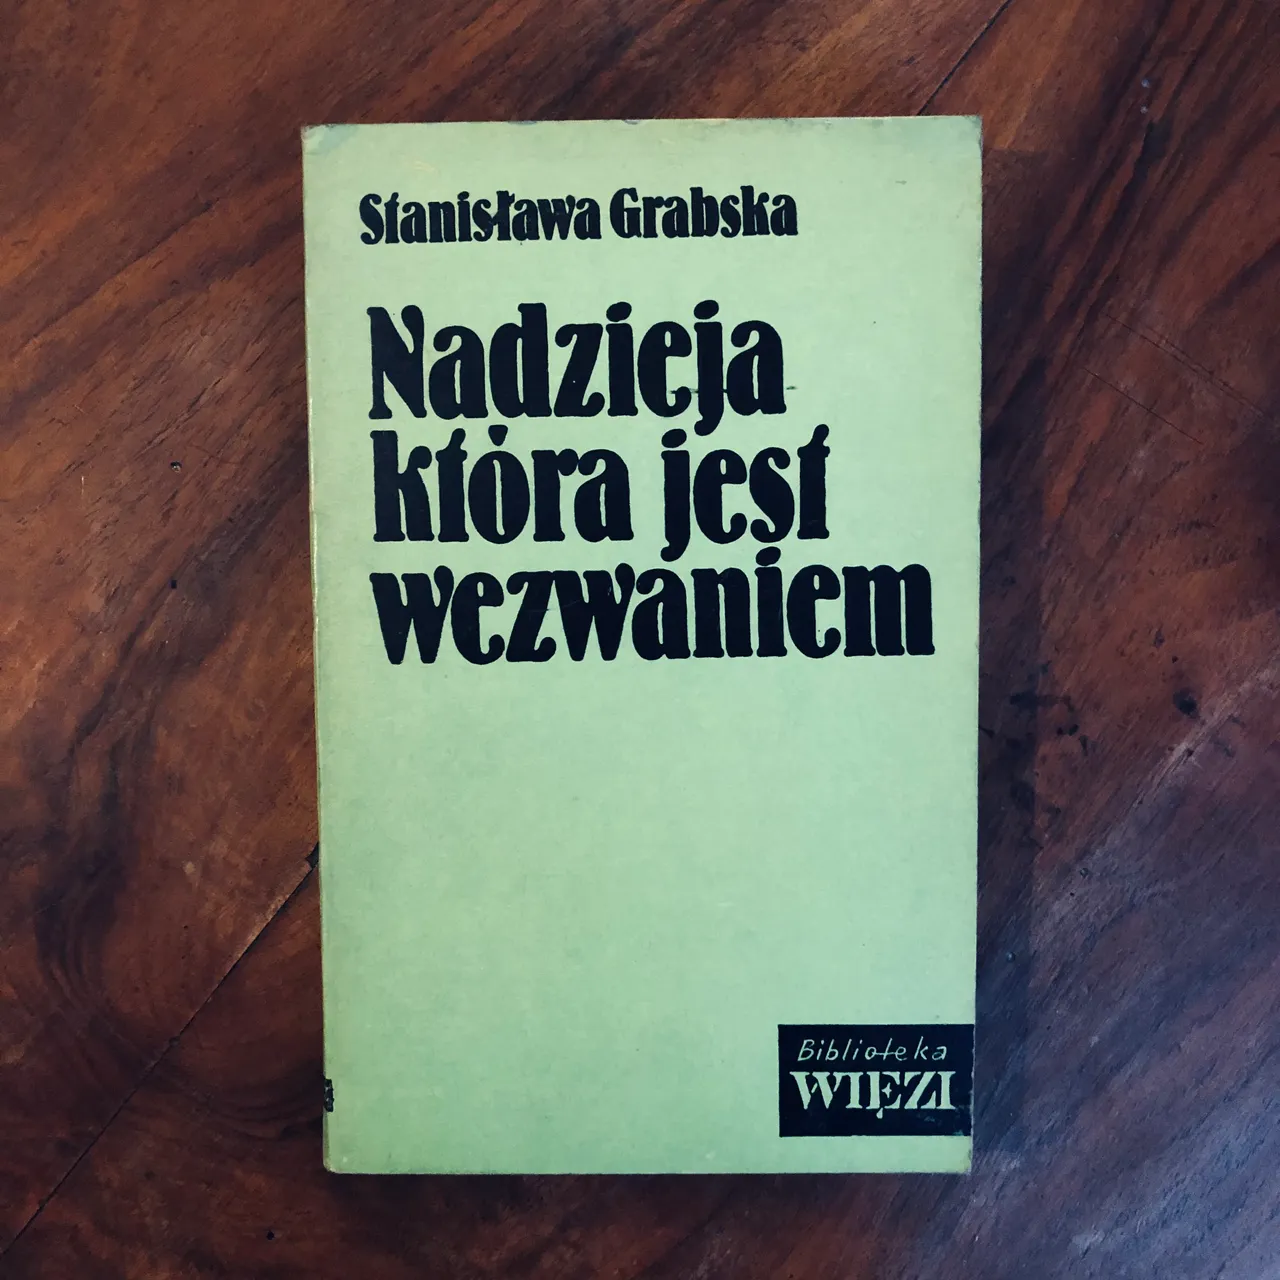 Stanisława Grabska
Nadzieja
która jest
wezwaniem
Biblioteka
WIĘZI